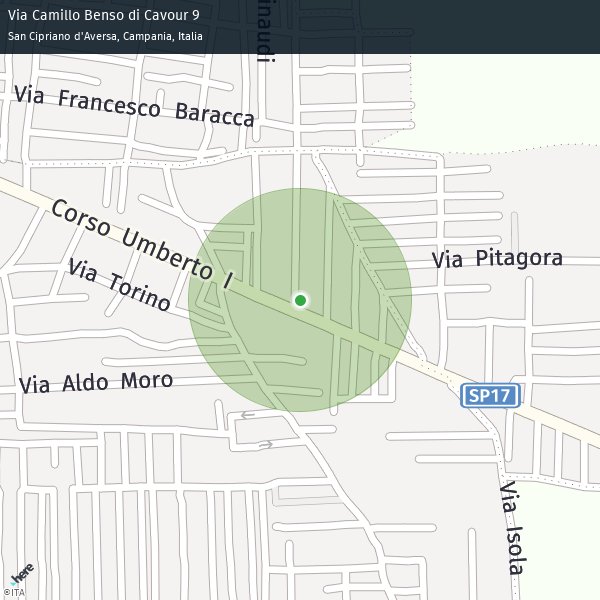 Via Camillo Benso di Cavour 9
San Cipriano d'Aversa, Campania, Italia
inaudi
Via Francesco Baracca
Corso Umberto I
Via Pitagora
Via Torino
Via Aldo Moro
SP17
Via Isola
here
©ITA